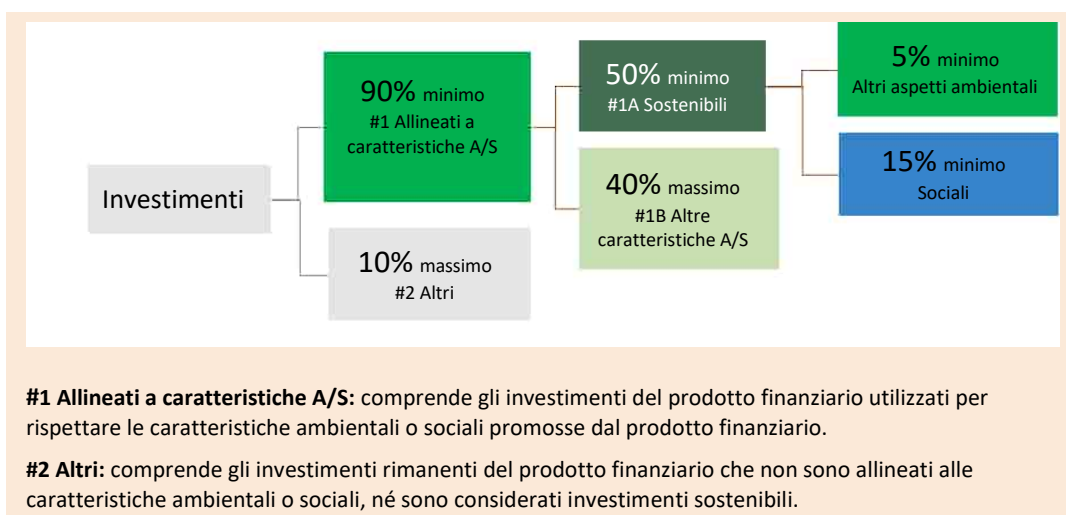 Investimenti
90% minimo
#1 Allineati a
caratteristiche A/S
10% massimo
#2 Altri
50% minimo
#1A Sostenibili
40% massimo
#1B Altre
caratteristiche A/S
5% minimo
Altri aspetti ambientali
15% minimo
Sociali
#1 Allineati a caratteristiche A/S: comprende gli investimenti del prodotto finanziario utilizzati per
rispettare le caratteristiche ambientali o sociali promosse dal prodotto finanziario.
#2 Altri: comprende gli investimenti rimanenti del prodotto finanziario che non sono allineati alle
caratteristiche ambientali o sociali, né sono considerati investimenti sostenibili.